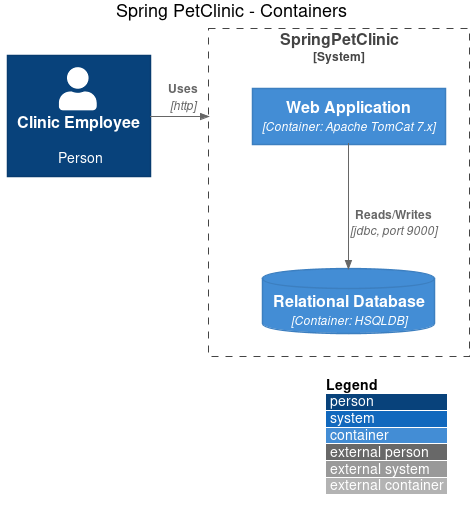 Spring PetClinic - Containers
SpringPetClinic
[System]
Clinic Employee
Person
Uses
[http]
Web Application
[Container: Apache TomCat 7.x]
Reads/Writes
[jdbc, port 9000]
Relational Database
[Container: HSQLDB]
Legend
person
system
container
external person
external system
external container